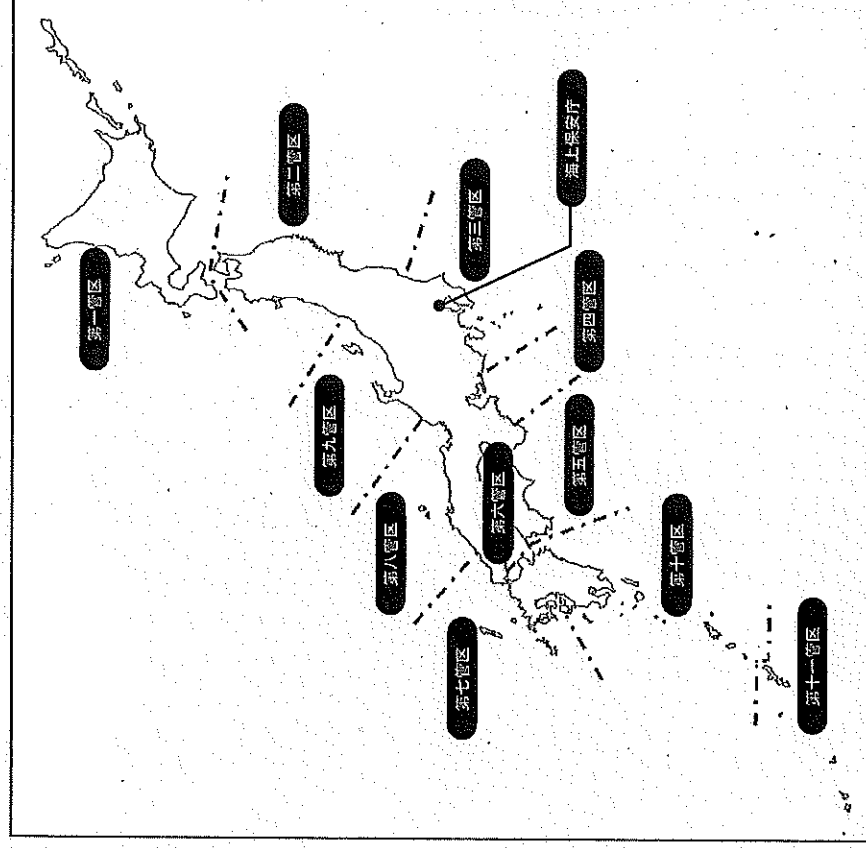 第一管区
第二管区
第三管区
海上保安庁
第四管区
第九管区
第五管区
第六管区
第八管区
第十管区
第七管区
第十一管区